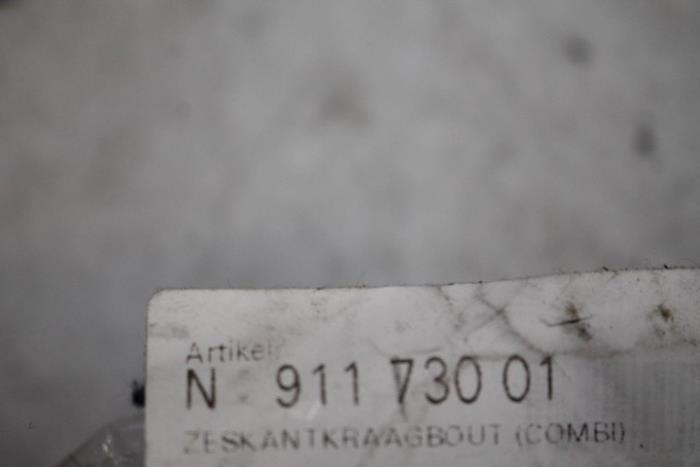 Artikel
N 911 730 01
ZESKANTKRAAGBOUT (COMBI)